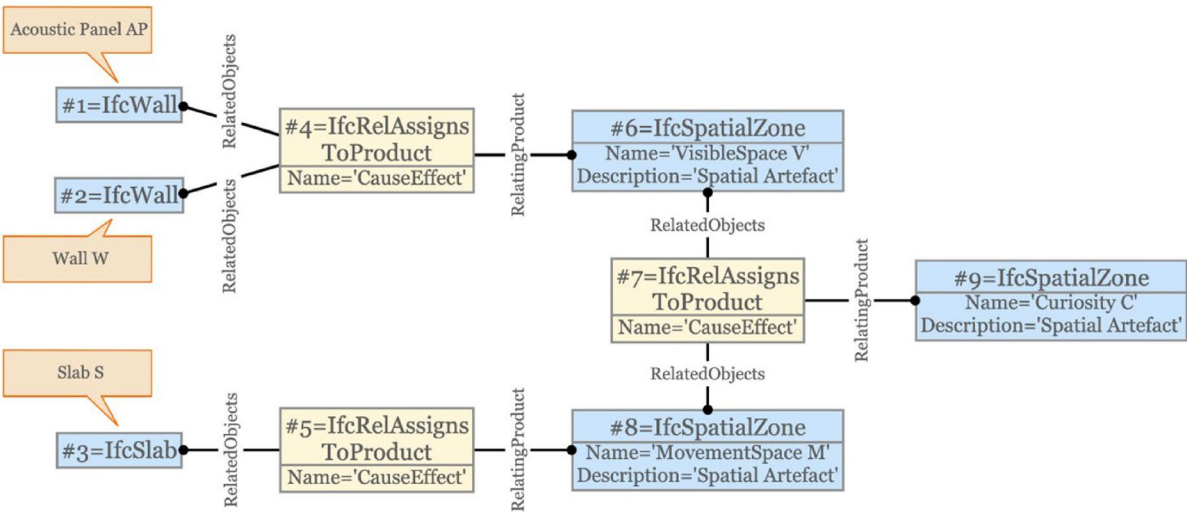 Acoustic Panel AP
#1=IfcWall
RelatedObjects
#2=IfcWall
RelatedObjects
Wall W
#4=IfcRelAssigns
ToProduct
Name='CauseEffect'
RelatingProduct
#6=IfcSpatialZone
Name='VisibleSpace V'
Description='Spatial Artefact'
RelatedObjects
#7=IfcRelAssigns
ToProduct
Name='CauseEffect'
RelatingProduct
#9=IfcSpatialZone
Name='Curiosity C'
Description='Spatial Artefact'
RelatedObjects
Slab S
#3=IfcSlab
RelatedObjects
#5=IfcRelAssigns
ToProduct
Name='CauseEffect'
RelatingProduct
#8=IfcSpatialZone
Name='MovementSpace M'
Description='Spatial Artefact'